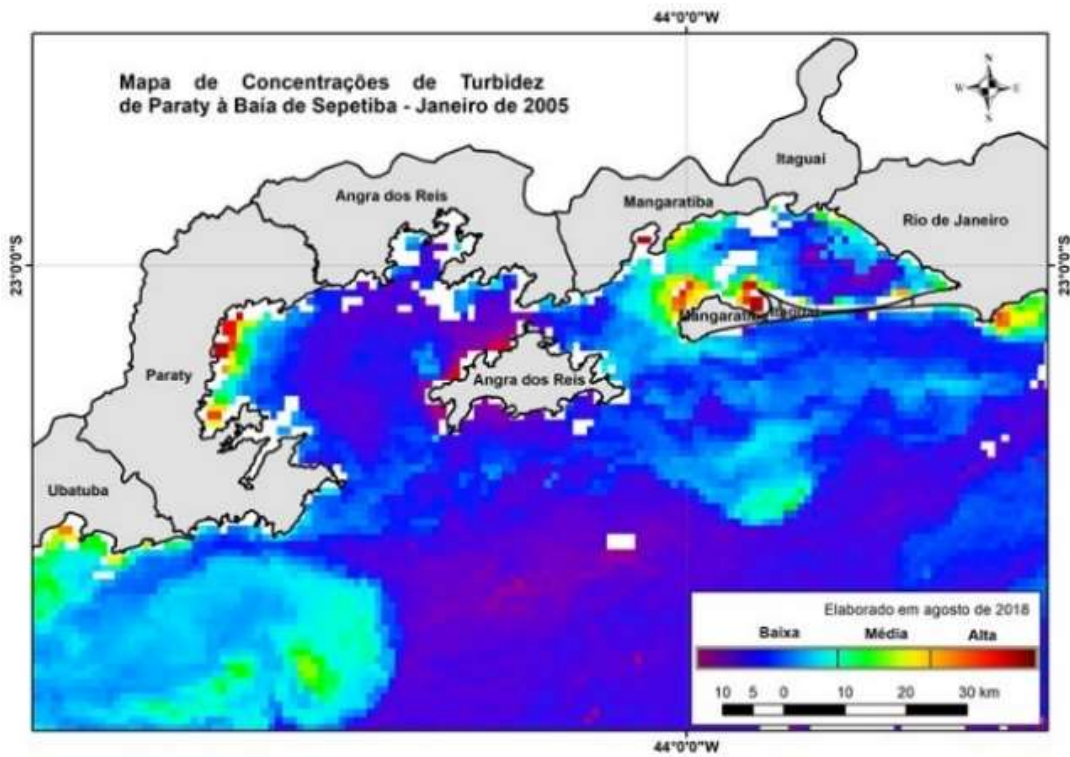 44°0'0"W
Mapa de Concentrações de Turbidez
de Paraty à Baía de Sepetiba - Janeiro de 2005
N
W E
S
Itaguaí
Angra dos Reis
Mangaratiba
Rio de Janeiro
23°0'0"S
23°0'0"S
Mangaratiba
Paraty
Angra dos Reis
Ubatuba
Elaborado em agosto de 2018
Baixa Média Alta
10 5 0 10 20 30 km
44°0'0"W